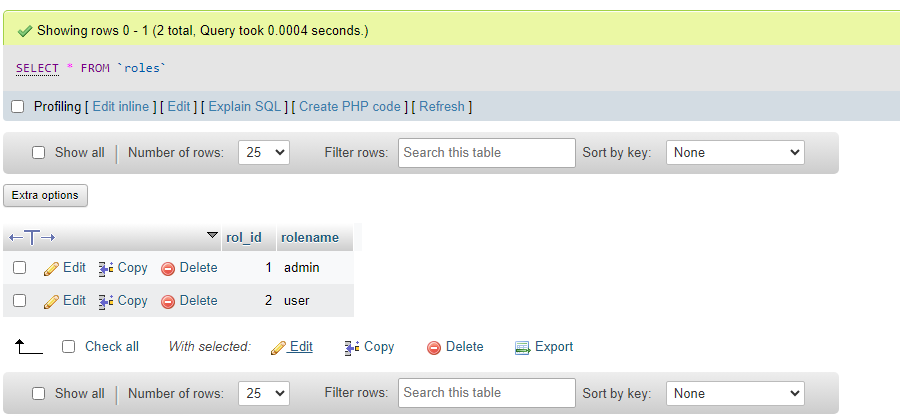 Showing rows 0 - 1 (2 total, Query took 0.0004 seconds.)
SELECT * FROM `roles`
Profiling [ Edit inline ] [ Edit ] [ Explain SQL ] [ Create PHP code ] [ Refresh ]
Show all Number of rows: 25 Filter rows: Search this table Sort by key: None
Extra options
rol_id rolename
Edit Copy Delete 1 admin
Edit Copy Delete 2 user
Check all With selected: Edit Copy Delete Export
Show all Number of rows: 25 Filter rows: Search this table Sort by key: None